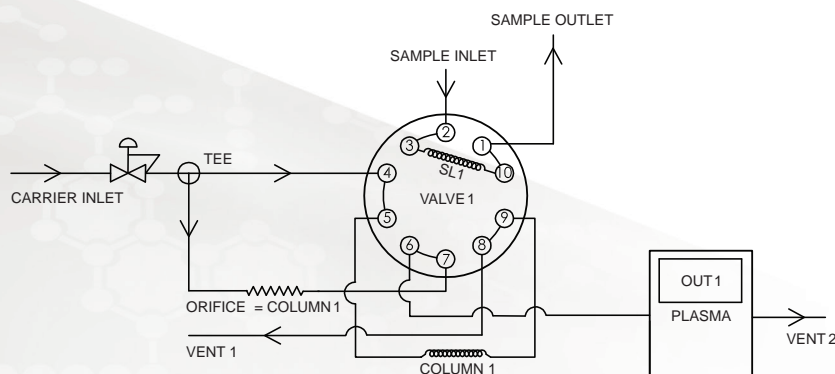 SAMPLE OUTLET
SAMPLE INLET
2
3
1
TEE
SL1
10
4
CARRIER INLET
VALVE 1
5
9
6
8
7
OUT 1
ORIFICE = COLUMN 1
PLASMA
VENT 1
VENT 2
COLUMN 1